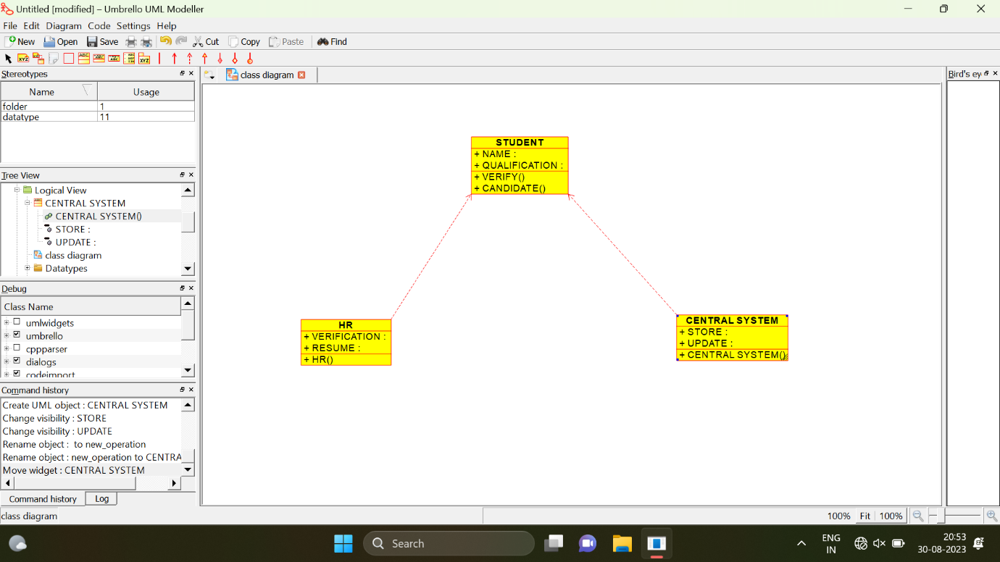 Untitled [modified] – Umbrello UML Modeller
File Edit Diagram Code Settings Help
New Open Save Cut Copy Paste Find
Stereotypes
Name Usage
folder 1
datatype 11
Tree View
Logical View
CENTRAL SYSTEM
CENTRAL SYSTEM()
STORE :
UPDATE :
class diagram
Datatypes
Debug
Class Name
umlwidgets
umbrello
cppparser
dialogs
codeimport
Command history
Create UML object : CENTRAL SYSTEM
Change visibility : STORE
Change visibility : UPDATE
Rename object : to new_operation
Rename object : new_operation to CENTRA
Move widget : CENTRAL SYSTEM
Command history Log
class diagram
class diagram
STUDENT
+ NAME :
+ QUALIFICATION :
+ VERIFY()
+ CANDIDATE()
HR
+ VERIFICATION :
+ RESUME :
+ HR()
CENTRAL SYSTEM
+ STORE :
+ UPDATE :
+ CENTRAL SYSTEM()
Bird's ey
100% Fit 100%
Search
ENG
IN
20:53
30-08-2023